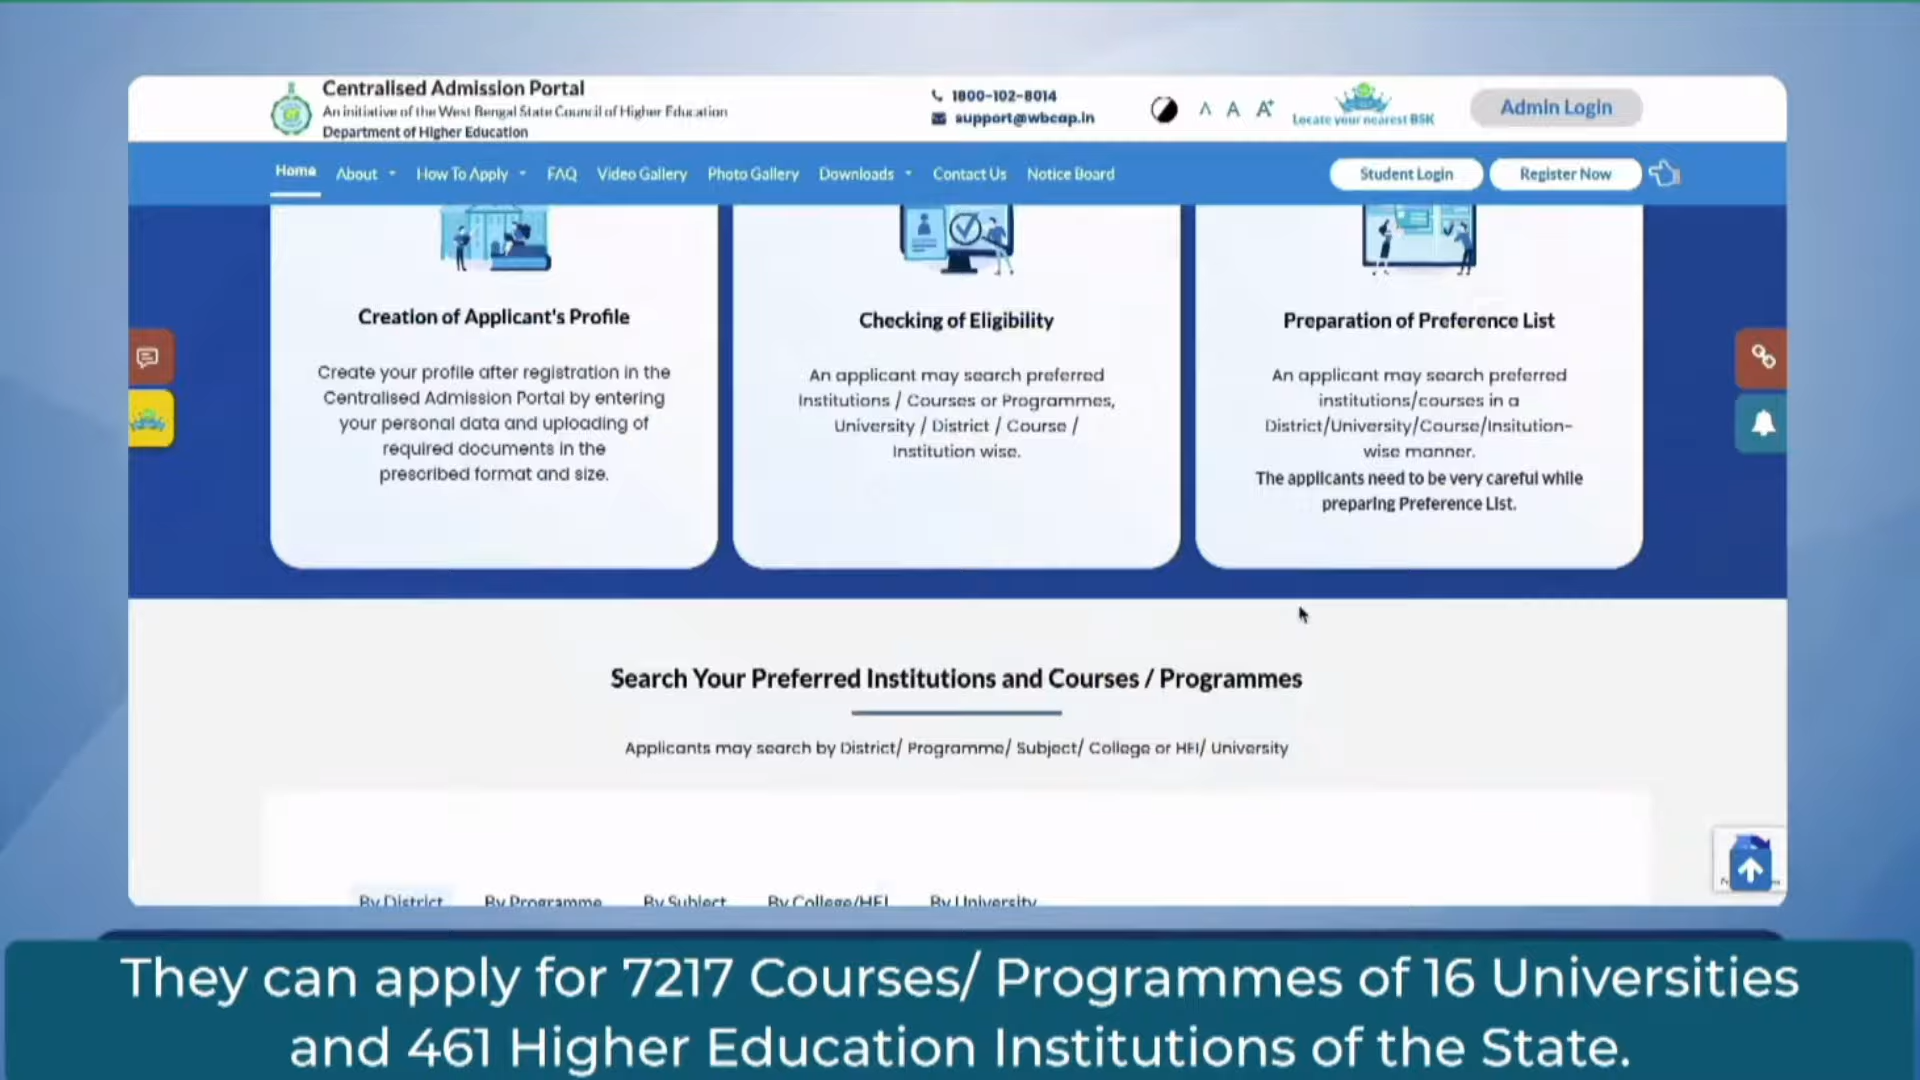 Centralised Admission Portal
An initiative of the West Bengal State Council of Higher Education
Department of Higher Education
1800-102-8014
support@wbcap.in
A A A+
Locate your nearest BSK
Admin Login
Home About How To Apply FAQ Video Gallery Photo Gallery Downloads Contact Us Notice Board Student Login Register Now
Creation of Applicant's Profile
Create your profile after registration in the
Centralised Admission Portal by entering
your personal data and uploading of
required documents in the
prescribed format and size.
Checking of Eligibility
An applicant may search preferred
Institutions / Courses or Programmes,
University / District / Course /
Institution wise.
Preparation of Preference List
An applicant may search preferred
institutions/courses in a
District/University/Course/Insitution-
wise manner.
The applicants need to be very careful while
preparing Preference List.
Search Your Preferred Institutions and Courses / Programmes
Applicants may search by District/ Programme/ Subject/ College or HEI/ University
By District By Programme By Subject By College/HEI By University
They can apply for 7217 Courses/ Programmes of 16 Universities
and 461 Higher Education Institutions of the State.